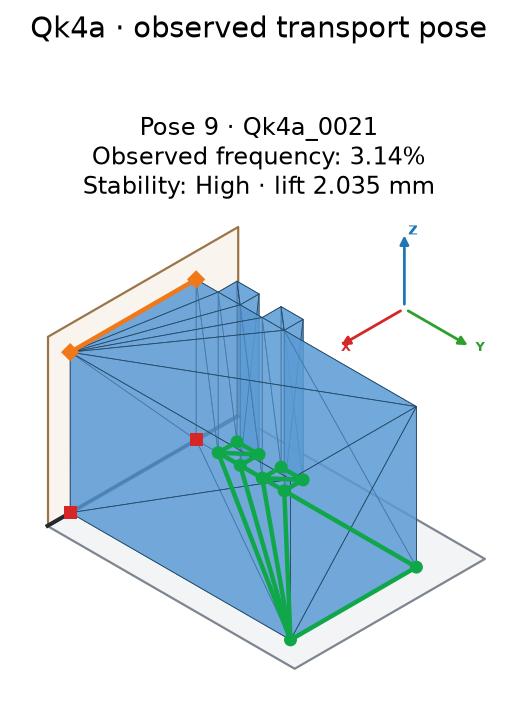 Qk4a · observed transport pose
Pose 9 · Qk4a_0021
Observed frequency: 3.14%
Stability: High · lift 2.035 mm
Z
X
Y